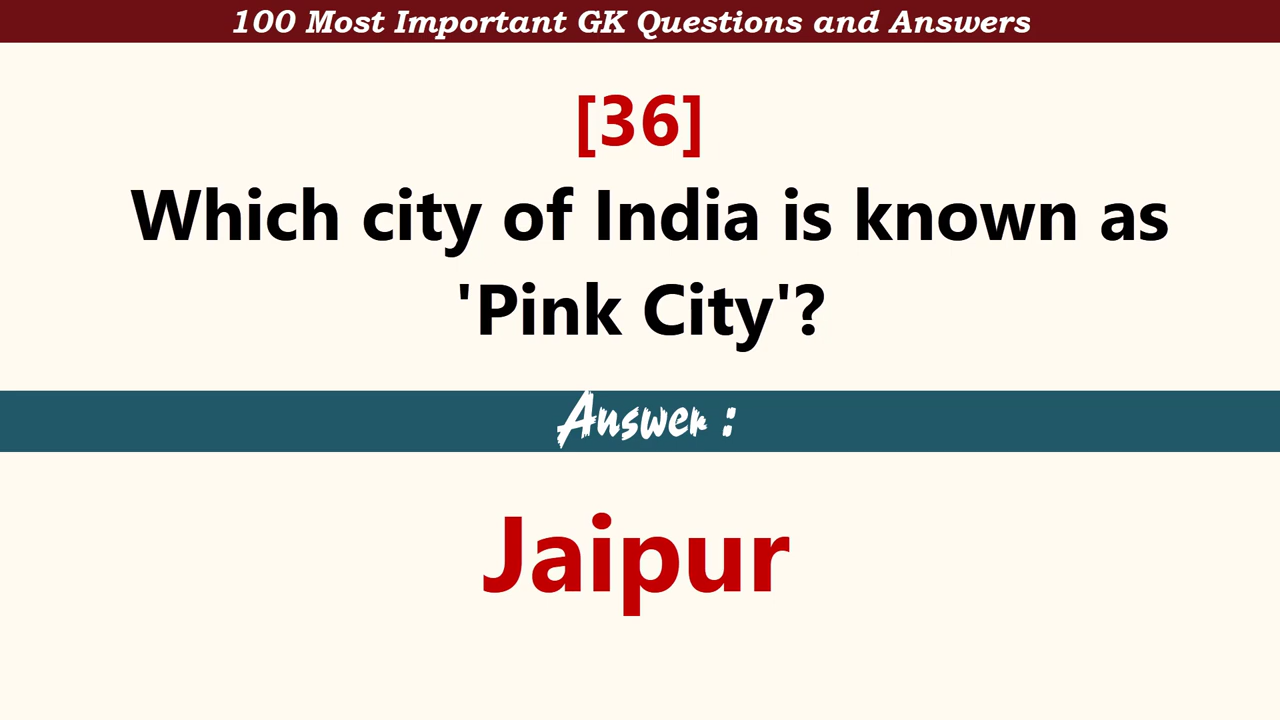 100 Most Important GK Questions and Answers
[36]
Which city of India is known as
'Pink City'?
Answer :
Jaipur